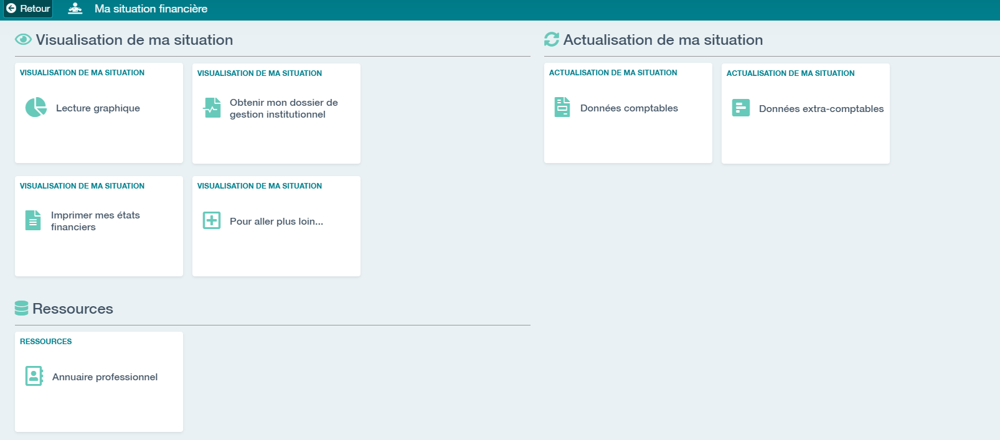 Retour
Ma situation financière
Visualisation de ma situation
VISUALISATION DE MA SITUATION
Lecture graphique
VISUALISATION DE MA SITUATION
Obtenir mon dossier de
gestion institutionnel
VISUALISATION DE MA SITUATION
Imprimer mes états
financiers
VISUALISATION DE MA SITUATION
Pour aller plus loin...
Ressources
RESSOURCES
Annuaire professionnel
Actualisation de ma situation
ACTUALISATION DE MA SITUATION
Données comptables
ACTUALISATION DE MA SITUATION
Données extra-comptables